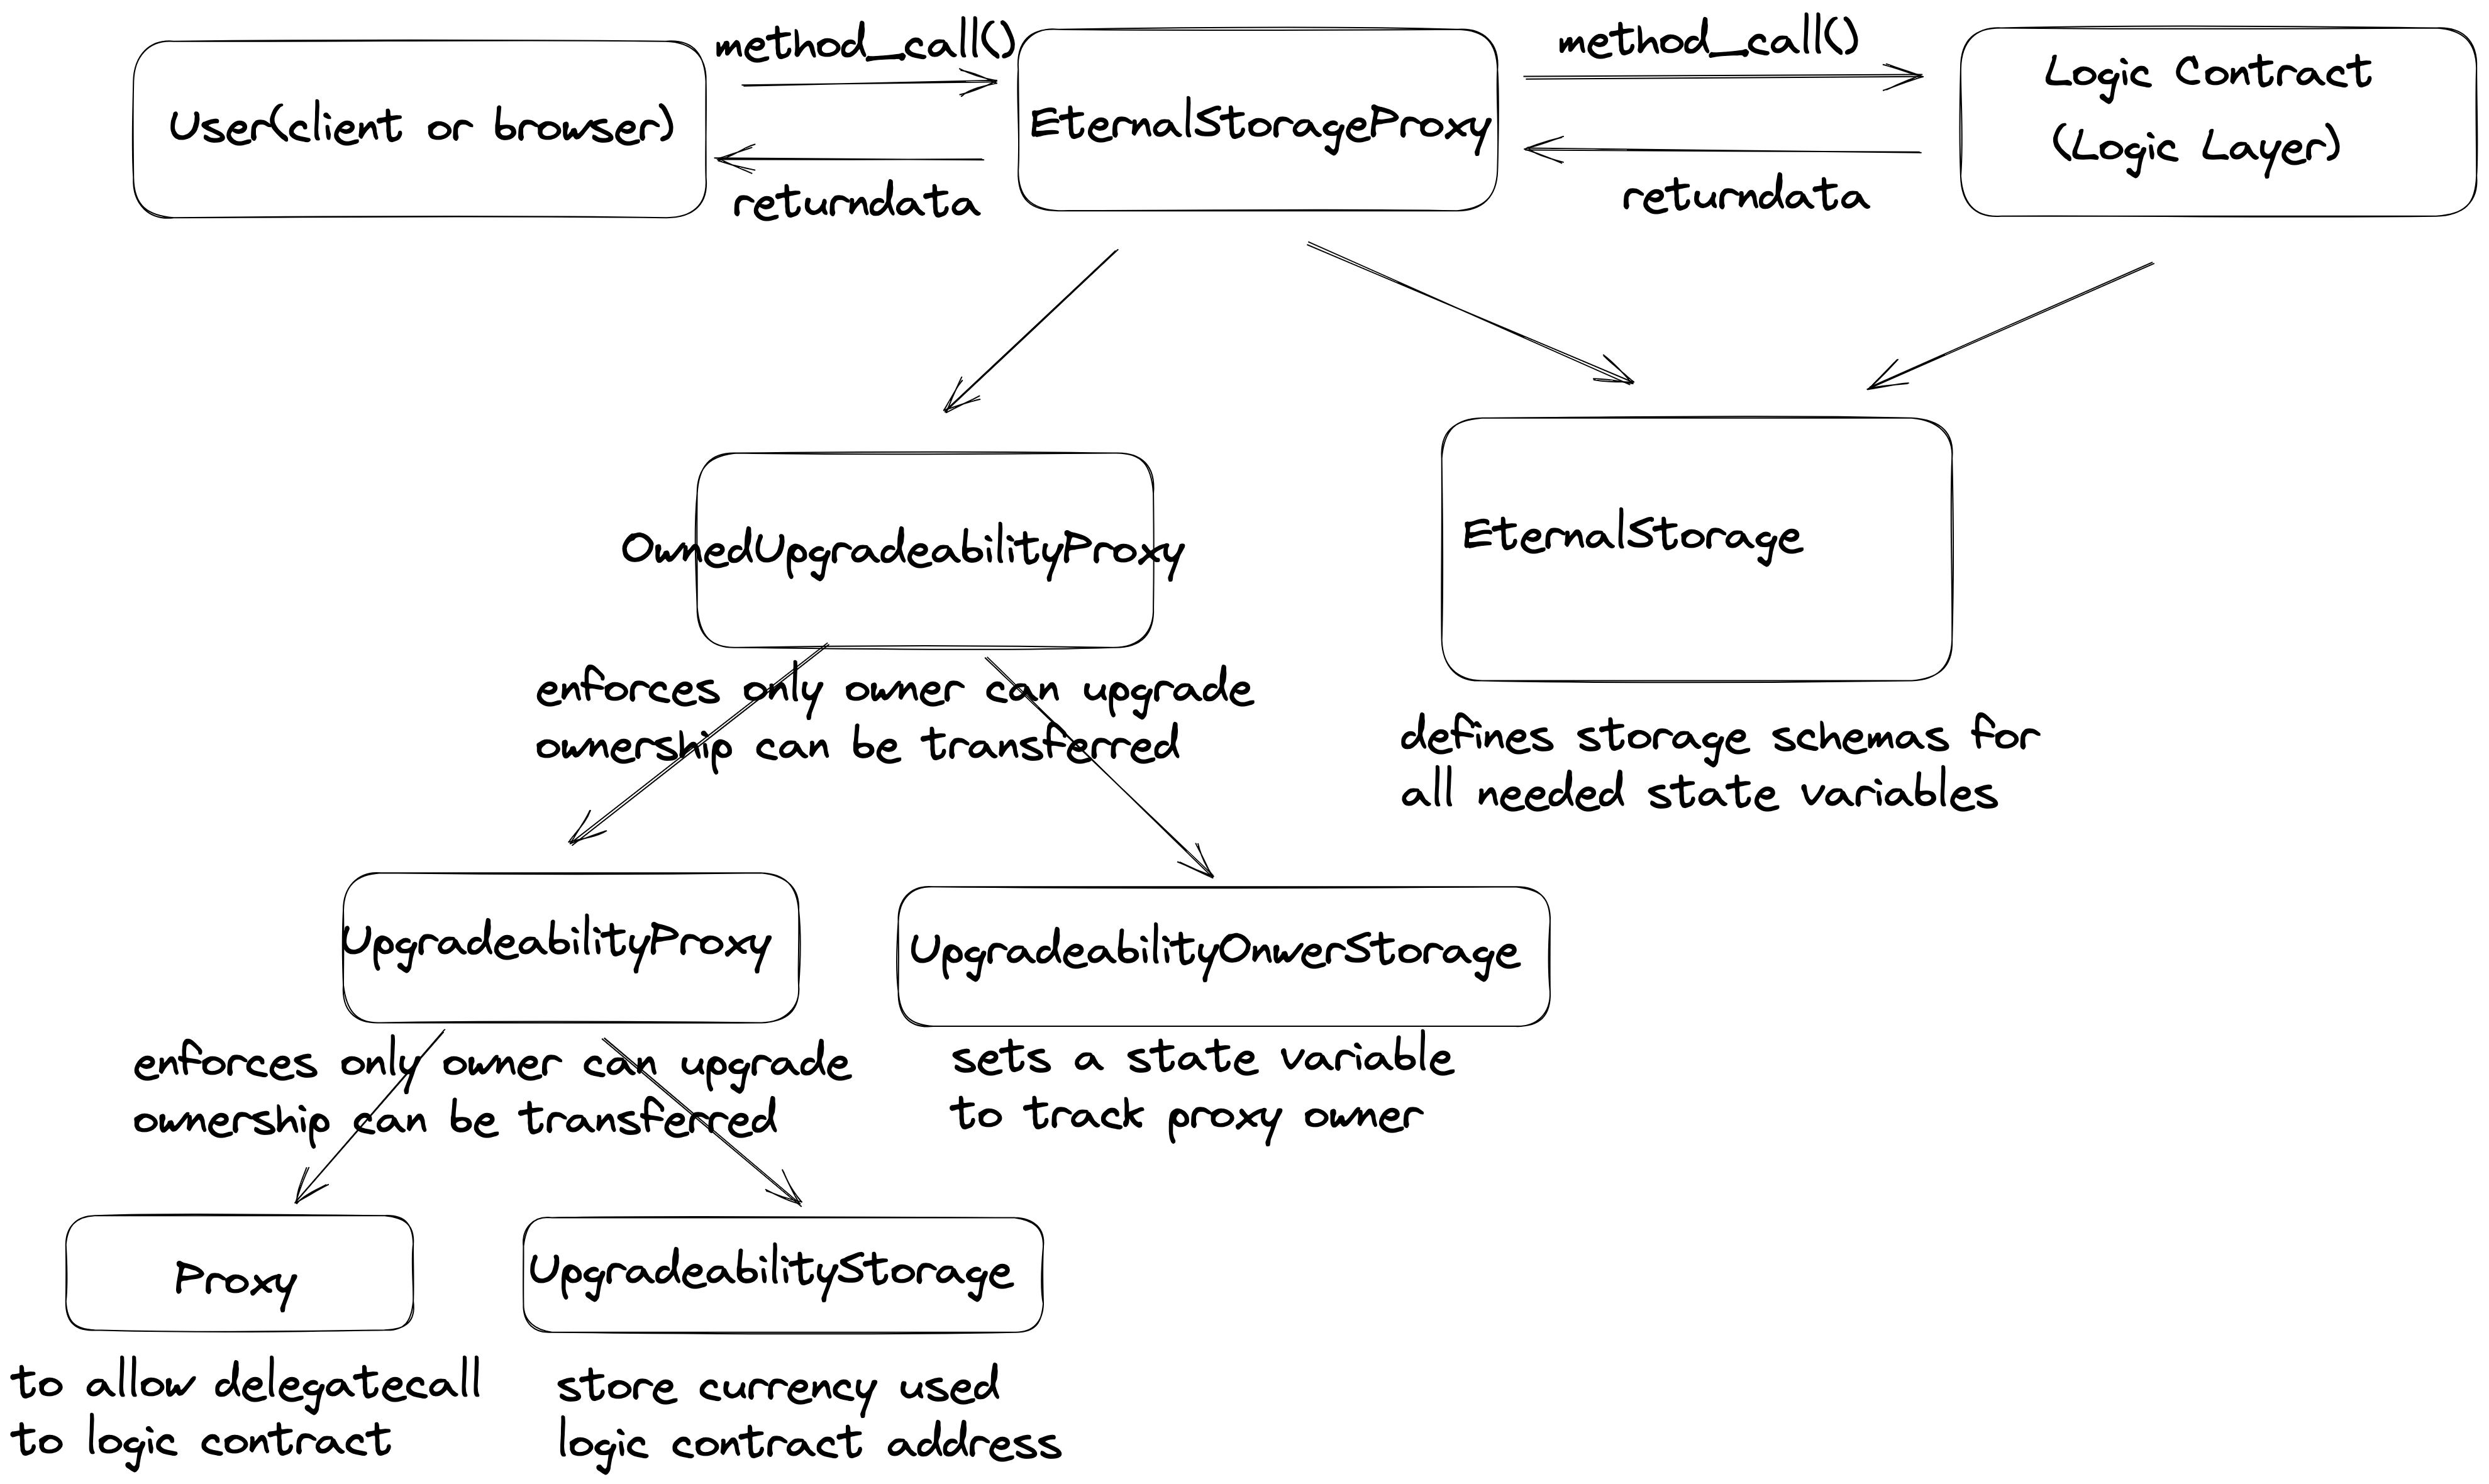 method_call()
method_call()
User(client or browser)
EternalStorageProxy
Logic Contract
(Logic Layer)
returndata
returndata
OwnedUpgradeabilityProxy
EternalStorage
enforces only owner can upgrade
ownership can be transferred
defines storage schemas for
all needed state variables
UpgradeabilityProxy
UpgradeabilityOnwerStorage
enforces only owner can upgrade
ownership can be transferred
sets a state variable
to track proxy owner
Proxy
UpgradeabilityStorage
to allow delegatecall
to logic contract
store currency used
logic contract address